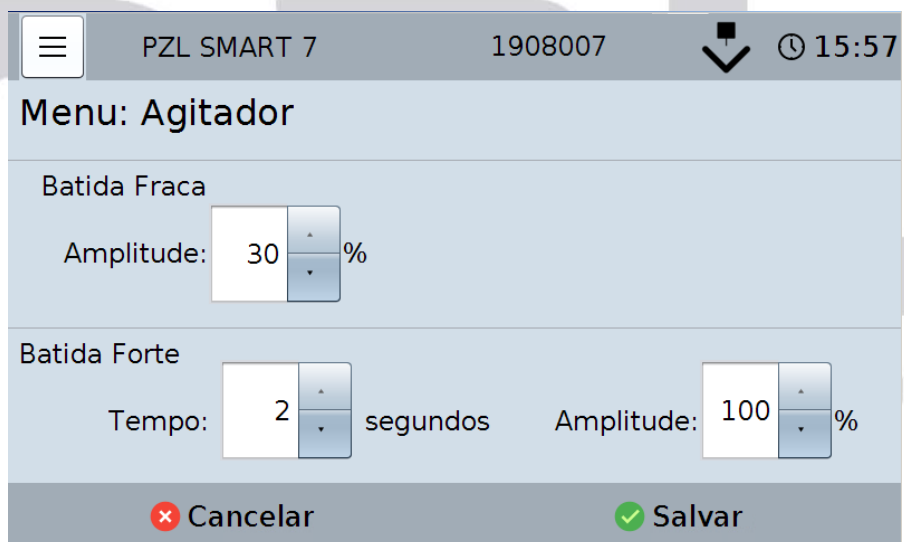 PZL SMART 7 1908007 15:57
Menu: Agitador
Batida Fraca
Amplitude: 30 %
Batida Forte
Tempo: 2 segundos Amplitude: 100 %
Cancelar Salvar